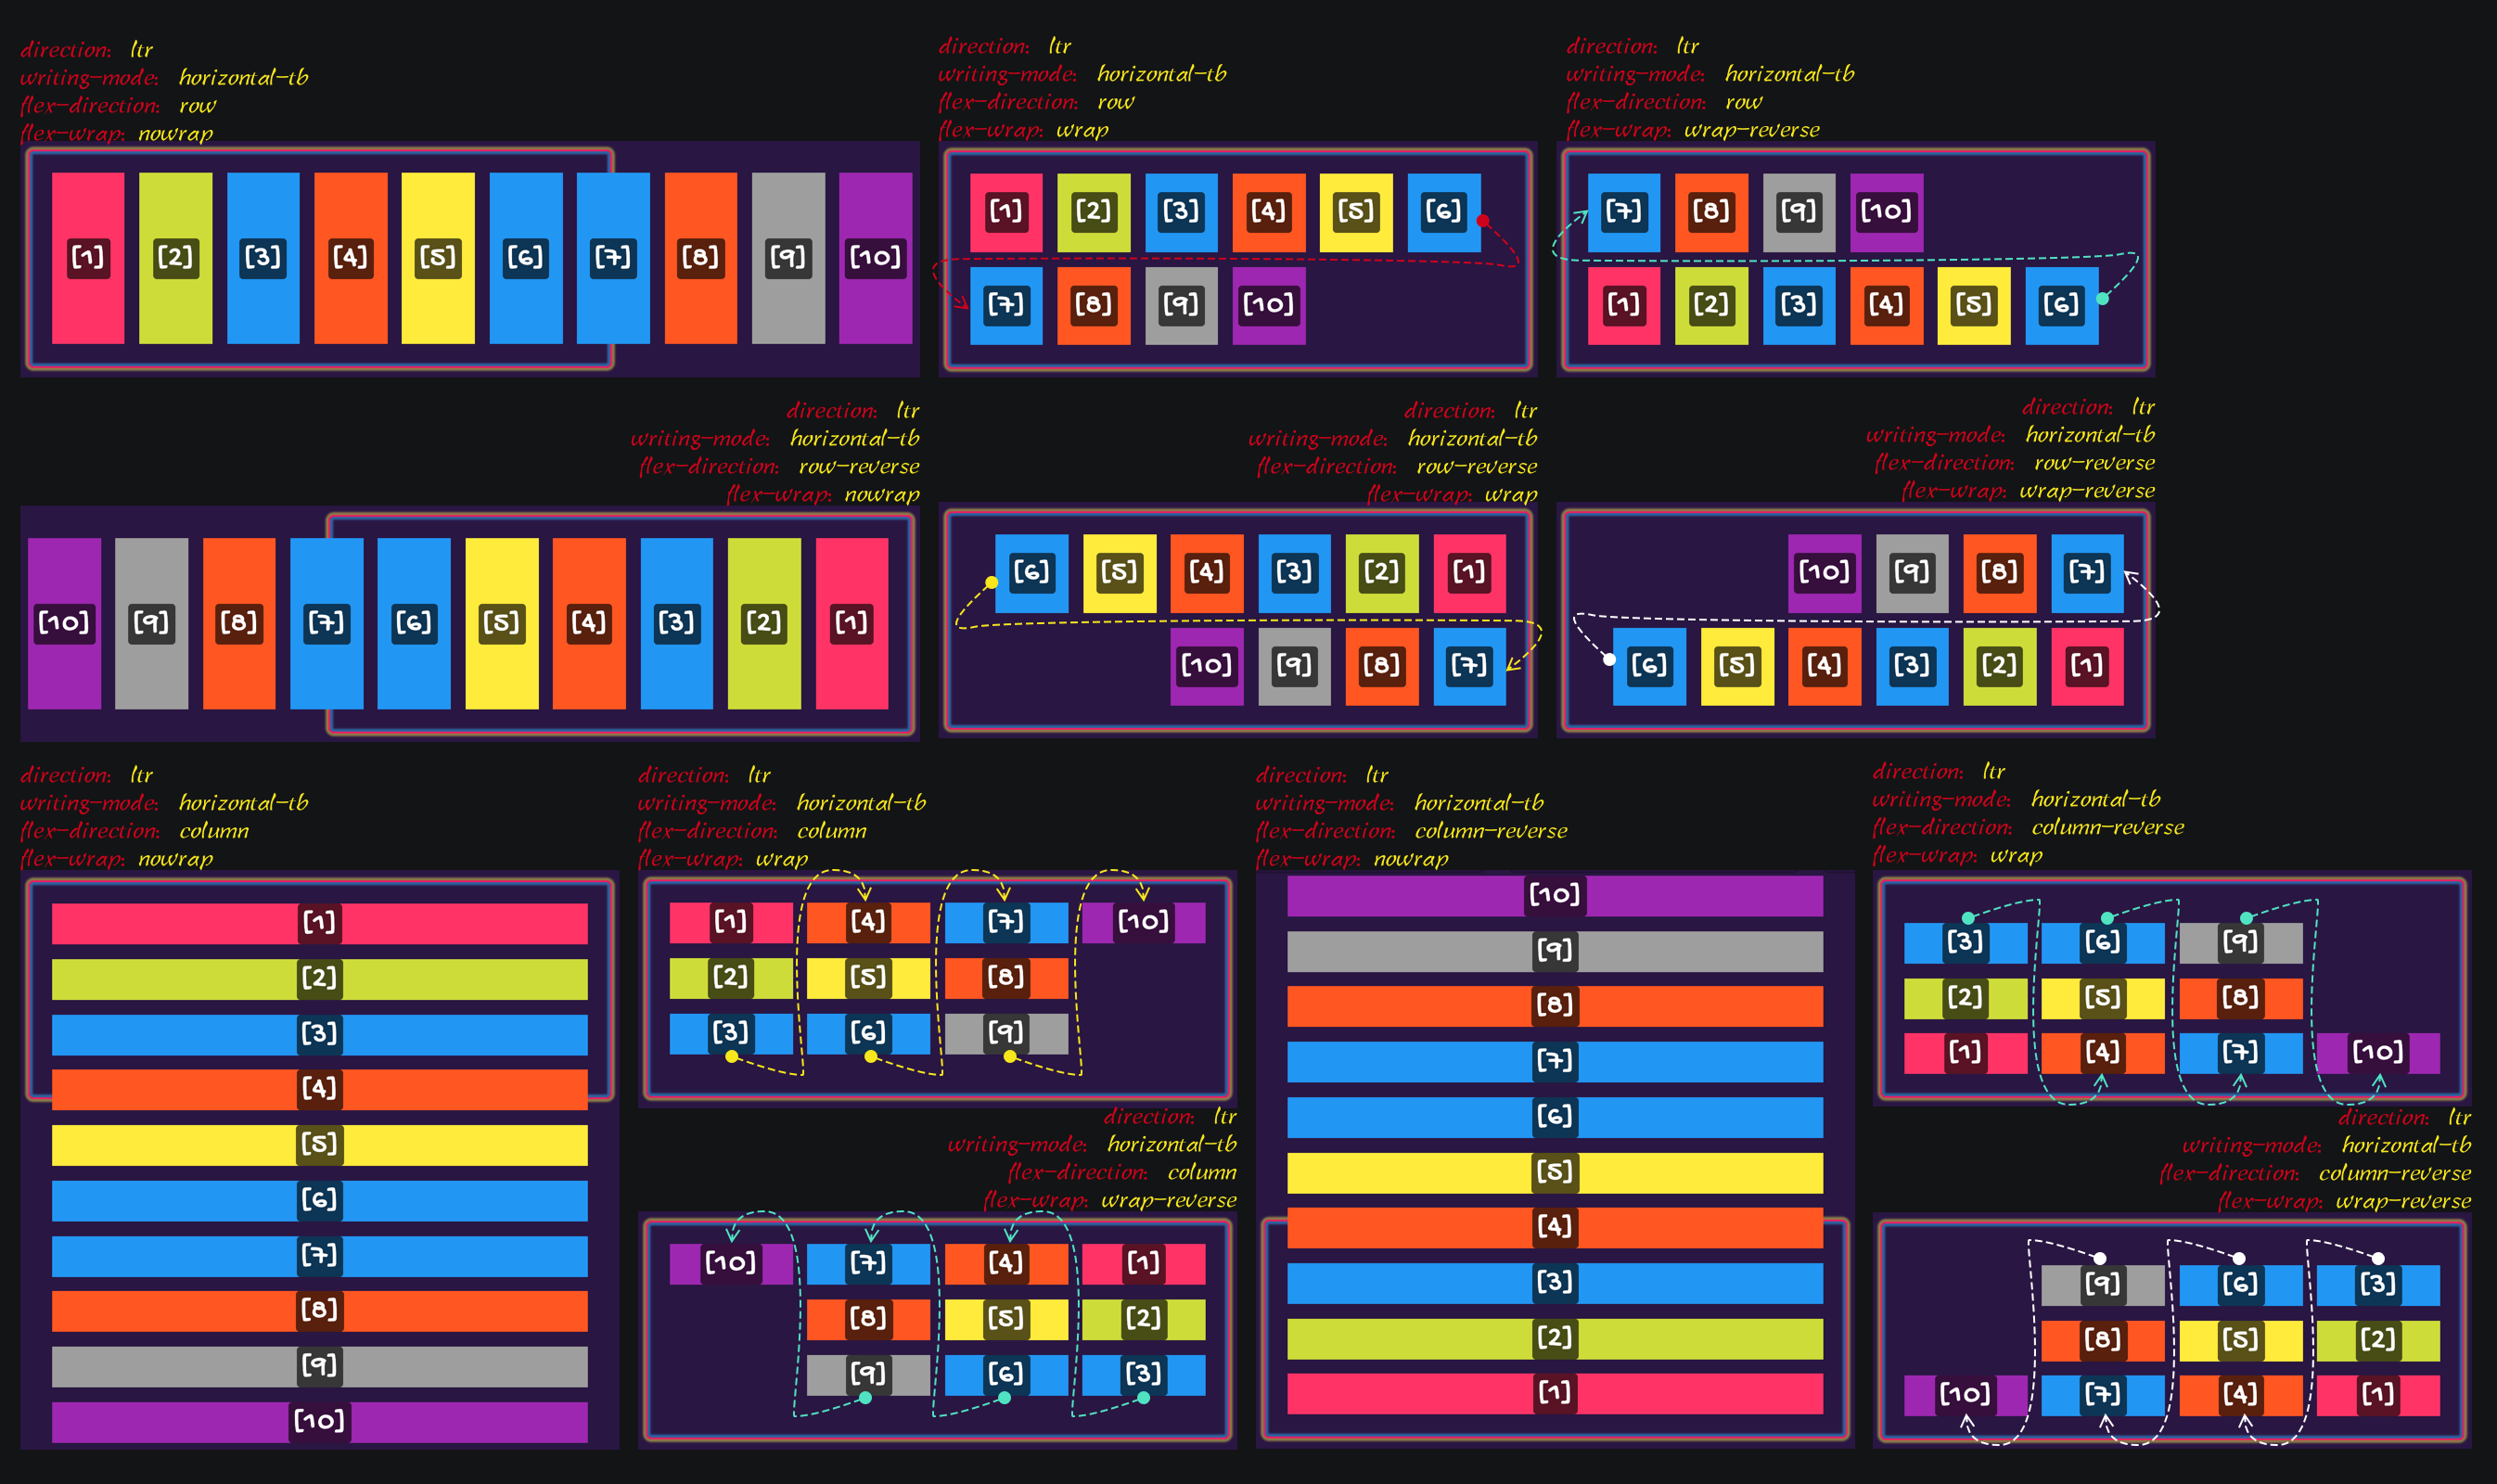 direction: ltr
writing-mode: horizontal-tb
flex-direction: row
flex-wrap: nowrap
[1] [2] [3] [4] [5] [6] [7] [8] [9] [10]
direction: ltr
writing-mode: horizontal-tb
flex-direction: row
flex-wrap: wrap
[1] [2] [3] [4] [5] [6]
[7] [8] [9] [10]
direction: ltr
writing-mode: horizontal-tb
flex-direction: row
flex-wrap: wrap-reverse
[7] [8] [9] [10]
[1] [2] [3] [4] [5] [6]
direction: ltr
writing-mode: horizontal-tb
flex-direction: row-reverse
flex-wrap: nowrap
[10] [9] [8] [7] [6] [5] [4] [3] [2] [1]
direction: ltr
writing-mode: horizontal-tb
flex-direction: row-reverse
flex-wrap: wrap
[6] [5] [4] [3] [2] [1]
[10] [9] [8] [7]
direction: ltr
writing-mode: horizontal-tb
flex-direction: row-reverse
flex-wrap: wrap-reverse
[10] [9] [8] [7]
[6] [5] [4] [3] [2] [1]
direction: ltr
writing-mode: horizontal-tb
flex-direction: column
flex-wrap: nowrap
[1]
[2]
[3]
[4]
[5]
[6]
[7]
[8]
[9]
[10]
direction: ltr
writing-mode: horizontal-tb
flex-direction: column
flex-wrap: wrap
[1] [4] [7] [10]
[2] [5] [8]
[3] [6] [9]
direction: ltr
writing-mode: horizontal-tb
flex-direction: column
flex-wrap: wrap-reverse
[10] [7] [4] [1]
[8] [5] [2]
[9] [6] [3]
direction: ltr
writing-mode: horizontal-tb
flex-direction: column-reverse
flex-wrap: nowrap
[10]
[9]
[8]
[7]
[6]
[5]
[4]
[3]
[2]
[1]
direction: ltr
writing-mode: horizontal-tb
flex-direction: column-reverse
flex-wrap: wrap
[3] [6] [9]
[2] [5] [8]
[1] [4] [7] [10]
direction: ltr
writing-mode: horizontal-tb
flex-direction: column-reverse
flex-wrap: wrap-reverse
[9] [6] [3]
[8] [5] [2]
[10] [7] [4] [1]